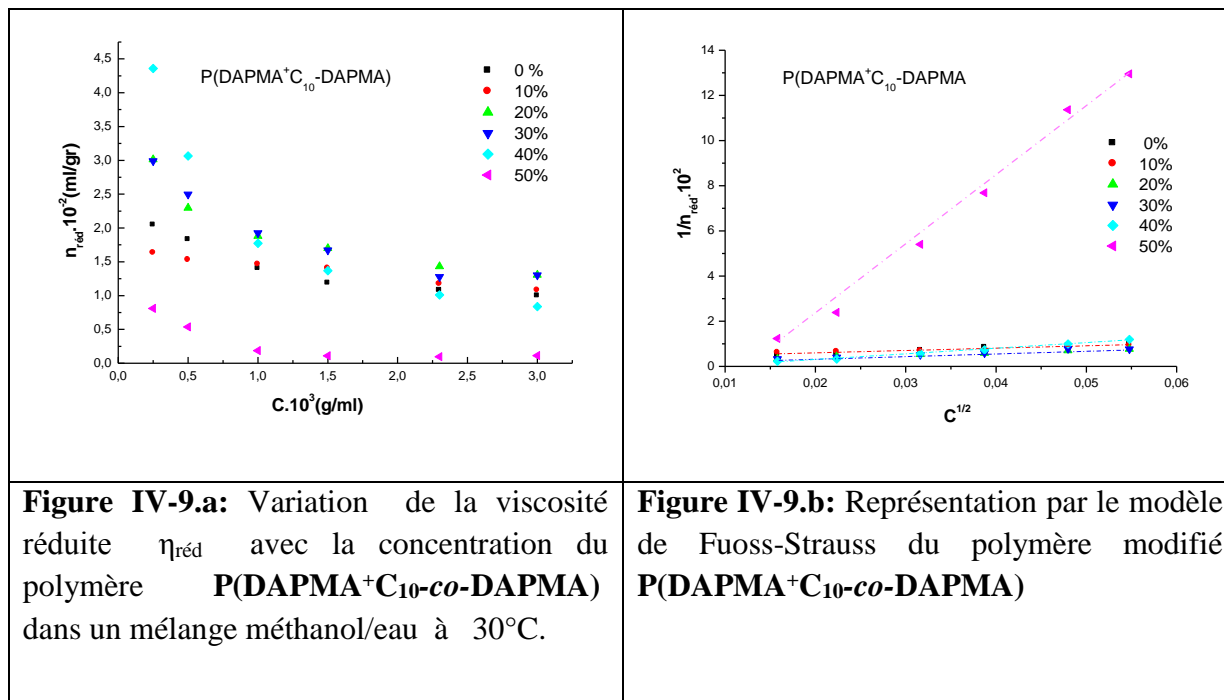 P(DAPMA⁺C₁₀-DAPMA)
0 %
10%
20%
30%
40%
50%
4,5
4,0
3,5
3,0
2,5
2,0
1,5
1,0
0,5
0,0
n_réd.10⁻²(ml/gr)
0,0 0,5 1,0 1,5 2,0 2,5 3,0
C.10³(g/ml)
P(DAPMA⁺C₁₀-DAPMA
0%
10%
20%
30%
40%
50%
14
12
10
8
6
4
2
0
1/n_réd.10²
0,01 0,02 0,03 0,04 0,05 0,06
C^1/2
Figure IV-9.a: Variation de la viscosité
réduite η_réd avec la concentration du
polymère P(DAPMA⁺C₁₀-co-DAPMA)
dans un mélange méthanol/eau à 30°C.
Figure IV-9.b: Représentation par le modèle
de Fuoss-Strauss du polymère modifié
P(DAPMA⁺C₁₀-co-DAPMA)